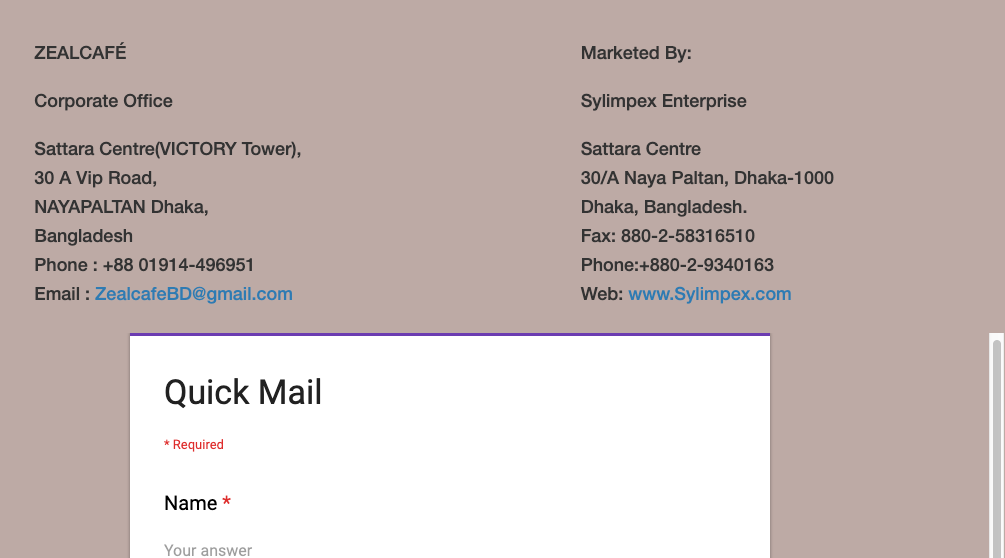 ZEALCAFÉ
Corporate Office
Sattara Centre(VICTORY Tower),
30 A Vip Road,
NAYAPALTAN Dhaka,
Bangladesh
Phone : +88 01914-496951
Email : ZealcafeBD@gmail.com
Marketed By:
Sylimpex Enterprise
Sattara Centre
30/A Naya Paltan, Dhaka-1000
Dhaka, Bangladesh.
Fax: 880-2-58316510
Phone:+880-2-9340163
Web: www.Sylimpex.com
Quick Mail
* Required
Name *
Your answer